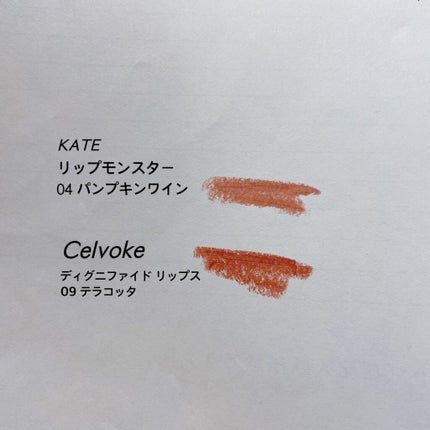 KATE
リップモンスター
04 パンプキンワイン
Celvoke
ディグニファイド リップス
09 テラコッタ